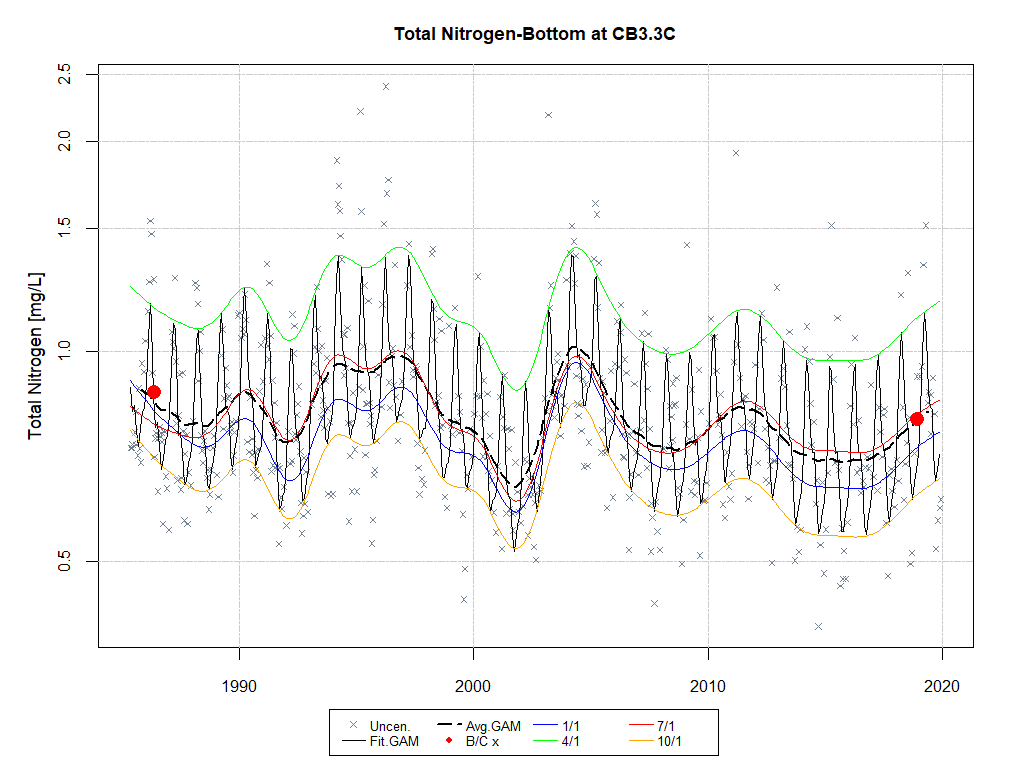 Total Nitrogen-Bottom at CB3.3C
Total Nitrogen [mg/L]
2.5
2.0
1.5
1.0
0.5
1990 2000 2010 2020
Uncen. Avg.GAM 1/1 7/1
Fit.GAM B/C x 4/1 10/1